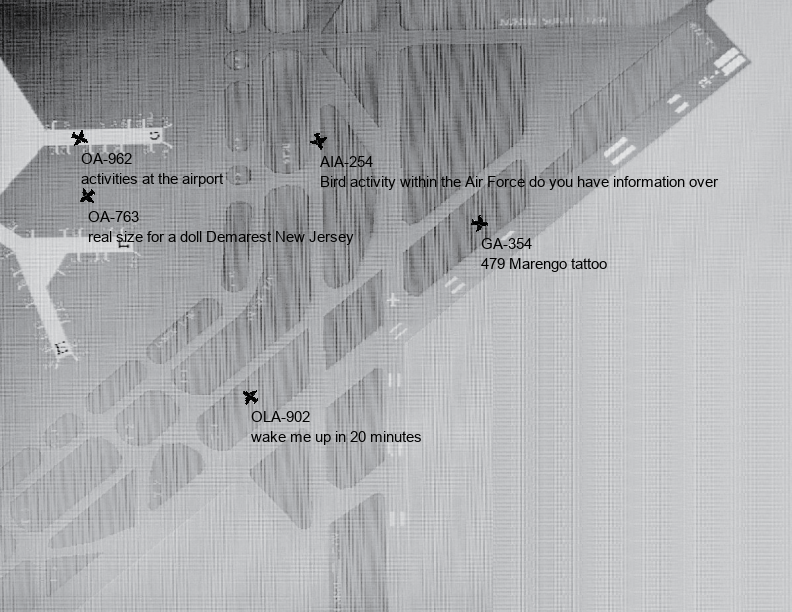 OA-962
activities at the airport
AIA-254
Bird activity within the Air Force do you have information over
OA-763
real size for a doll Demarest New Jersey
GA-354
479 Marengo tattoo
OLA-902
wake me up in 20 minutes